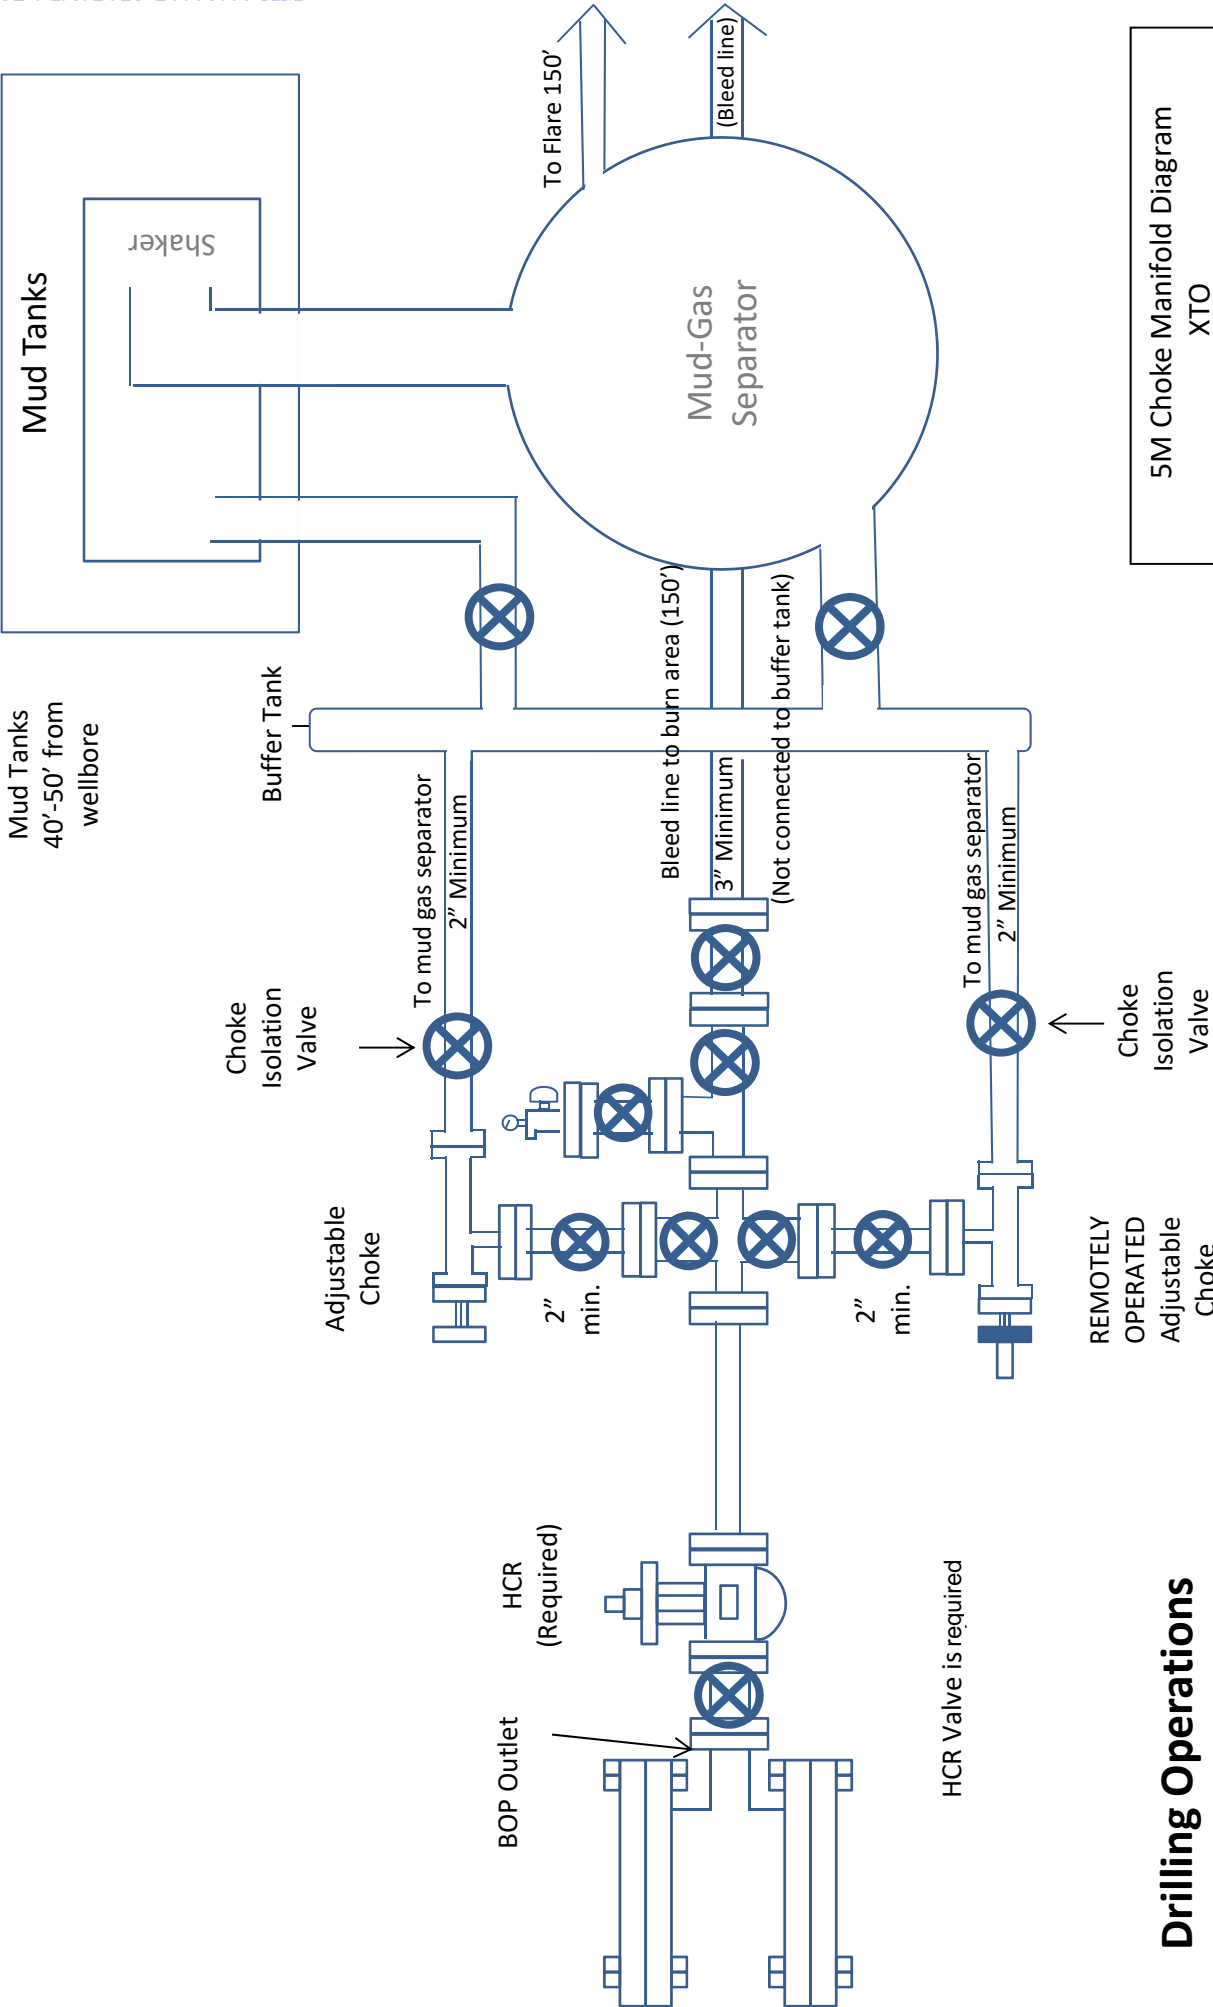 Mud Tanks
Shaker
Mud Tanks
40’-50’ from
wellbore
To Flare 150’
(Bleed line)
Mud-Gas
Separator
Buffer Tank
Bleed line to burn area (150’)
3” Minimum
(Not connected to buffer tank)
To mud gas separator
2” Minimum
To mud gas separator
2” Minimum
Choke
Isolation
Valve
Choke
Isolation
Valve
Adjustable
Choke
2”
min.
2”
min.
REMOTELY
OPERATED
Adjustable
Choke
HCR
(Required)
BOP Outlet
HCR Valve is required
Drilling Operations
5M Choke Manifold Diagram
XTO